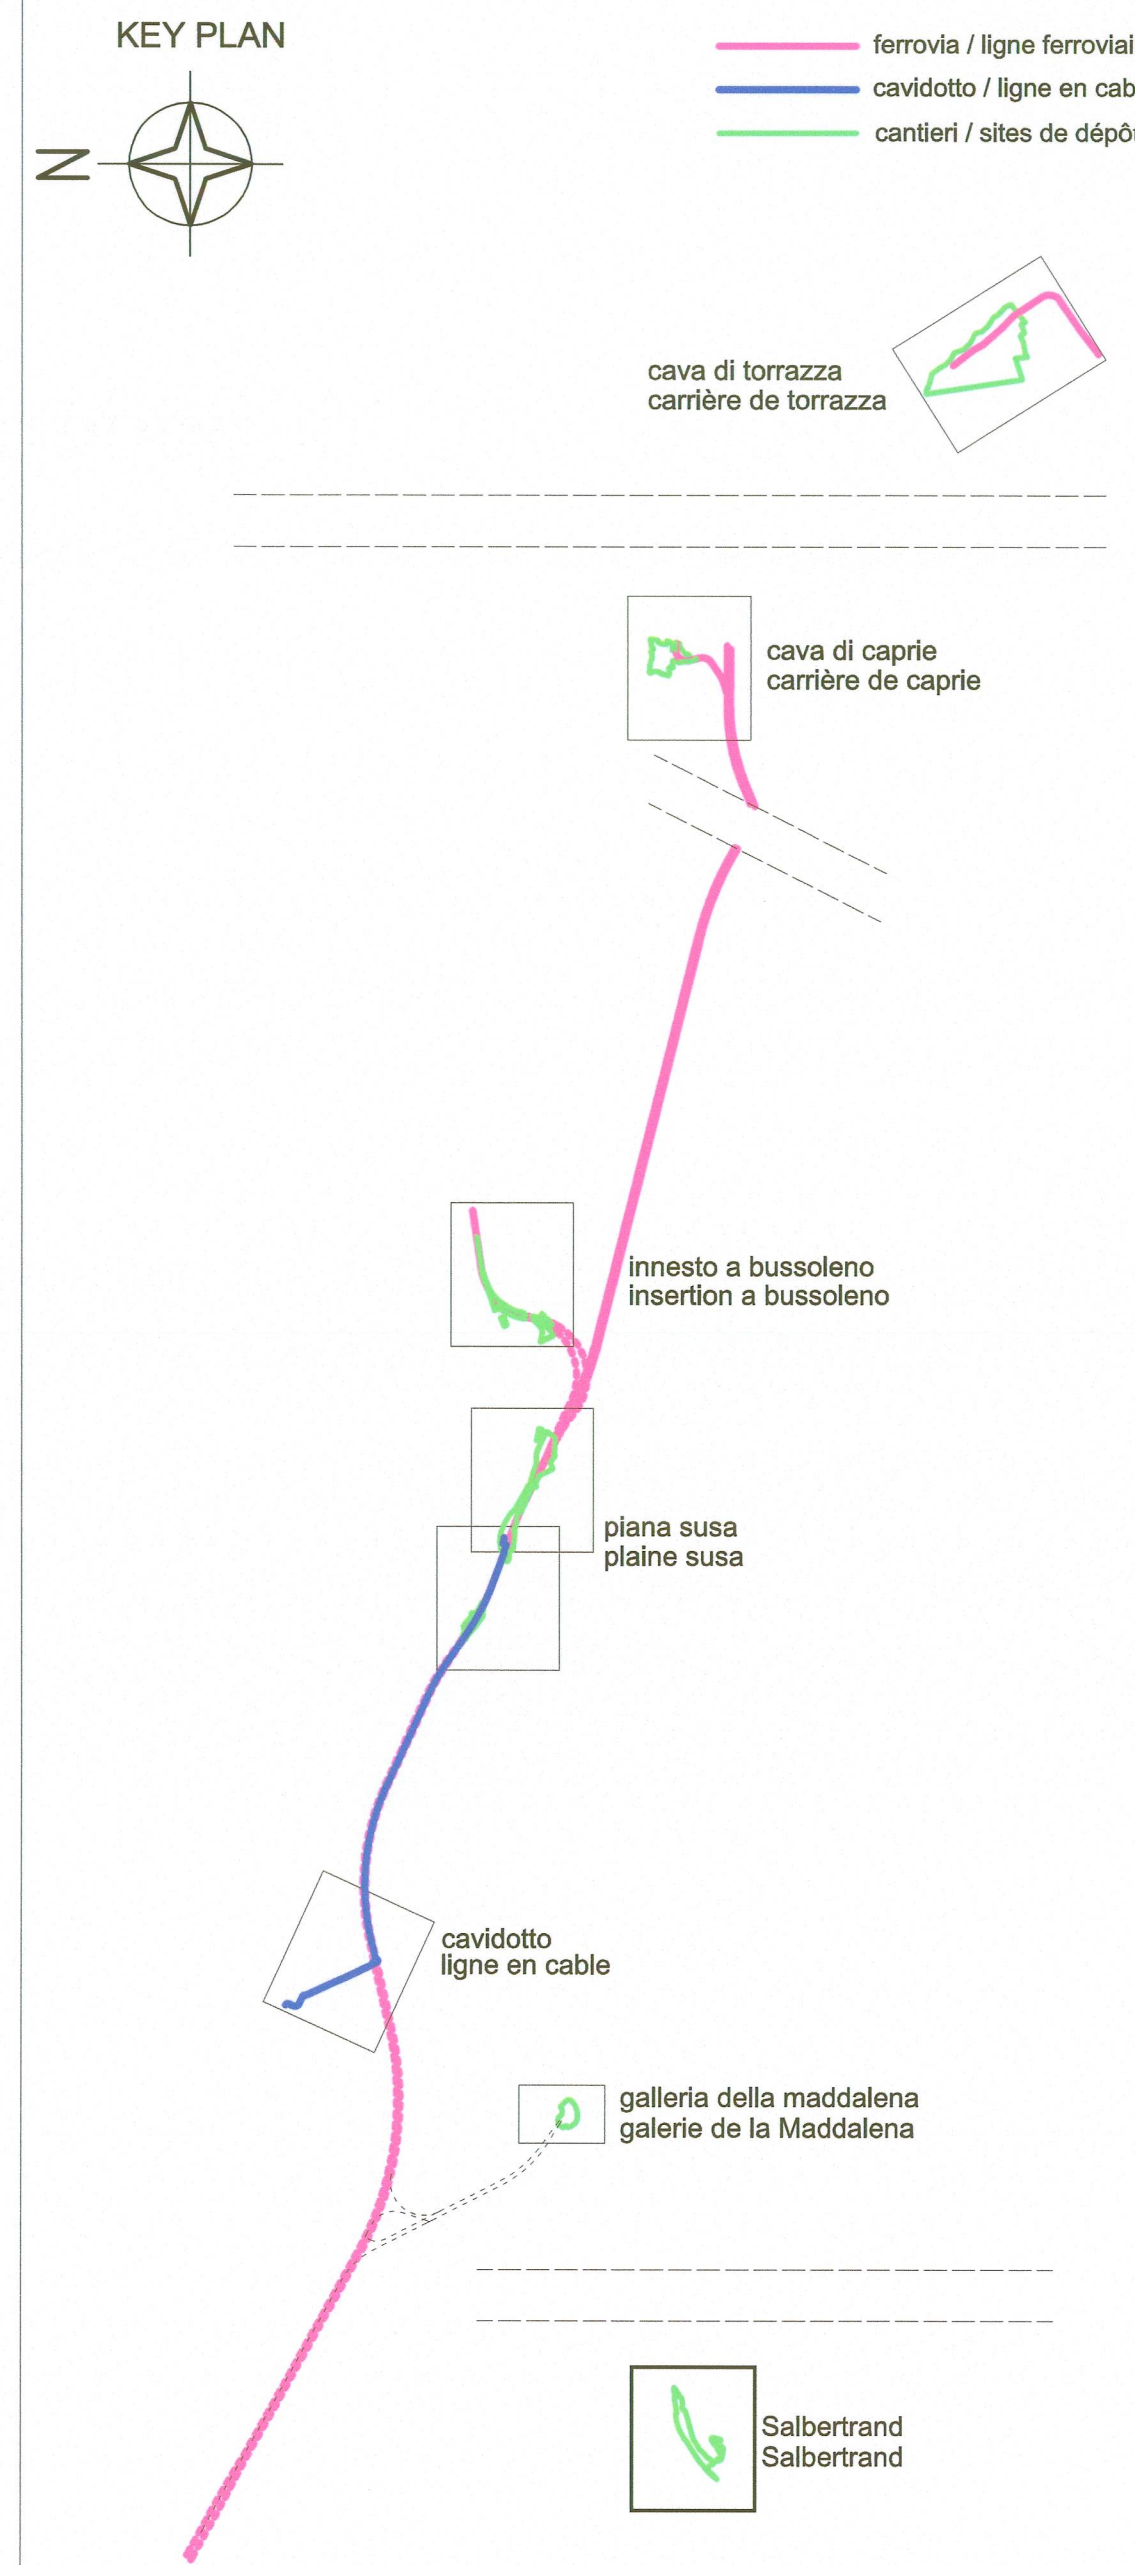 KEY PLAN
N
ferrovia / ligne ferroviai
cavidotto / ligne en cab
cantieri / sites de dépôt
cava di torrazza
carrière de torrazza
cava di caprie
carrière de caprie
innesto a bussoleno
insertion a bussoleno
piana susa
plaine susa
cavidotto
ligne en cable
galleria della maddalena
galerie de la Maddalena
Salbertrand
Salbertrand